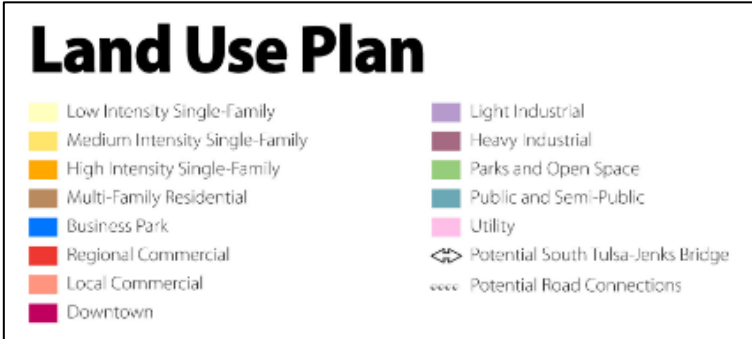 Land Use Plan
Low Intensity Single-Family
Medium Intensity Single-Family
High Intensity Single-Family
Multi-Family Residential
Business Park
Regional Commercial
Local Commercial
Downtown
Light Industrial
Heavy Industrial
Parks and Open Space
Public and Semi-Public
Utility
Potential South Tulsa-Jenks Bridge
Potential Road Connections